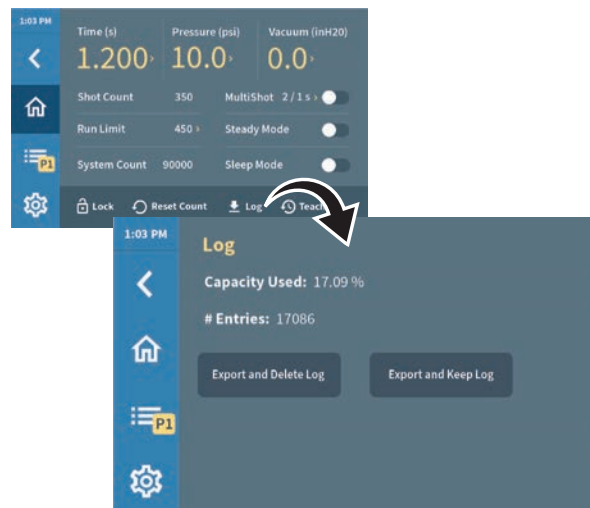 1:03 PM
Time (s) Pressure (psi) Vacuum (inH20)
1.200› 10.0› 0.0›
Shot Count 350 MultiShot 2 / 1 s ›
Run Limit 450 › Steady Mode
P1
System Count 90000 Sleep Mode
Lock Reset Count Log Teach
1:03 PM
Log
Capacity Used: 17.09 %
# Entries: 17086
Export and Delete Log Export and Keep Log
P1